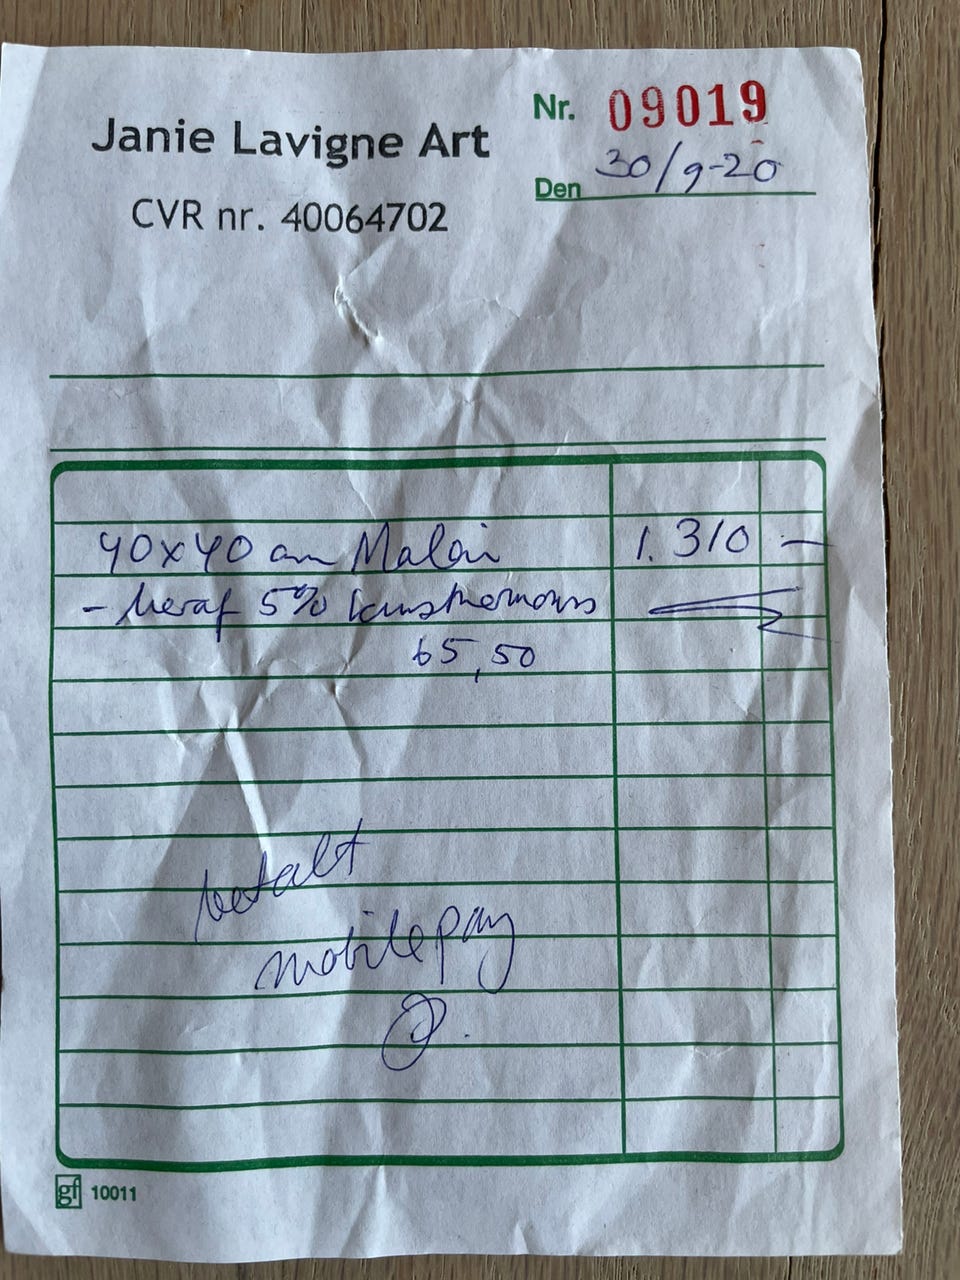 Nr. 09019
Janie Lavigne Art
Den 30/9-20
CVR nr. 40064702
40x40 cm Maleri 1.310 -
- heraf 5% kunstnermoms
65,50
betalt
mobilepay
gf 10011